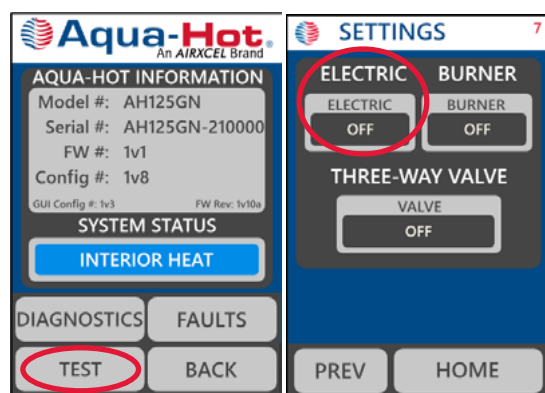 Aqua-Hot®
An AIRXCEL Brand
AQUA-HOT INFORMATION
Model #: AH125GN
Serial #: AH125GN-210000
FW #: 1v1
Config #: 1v8
GUI Config #: 1v3 FW Rev: 1v10a
SYSTEM STATUS
INTERIOR HEAT
DIAGNOSTICS FAULTS
TEST BACK
SETTINGS 7
ELECTRIC BURNER
ELECTRIC BURNER
OFF OFF
THREE-WAY VALVE
VALVE
OFF
PREV HOME